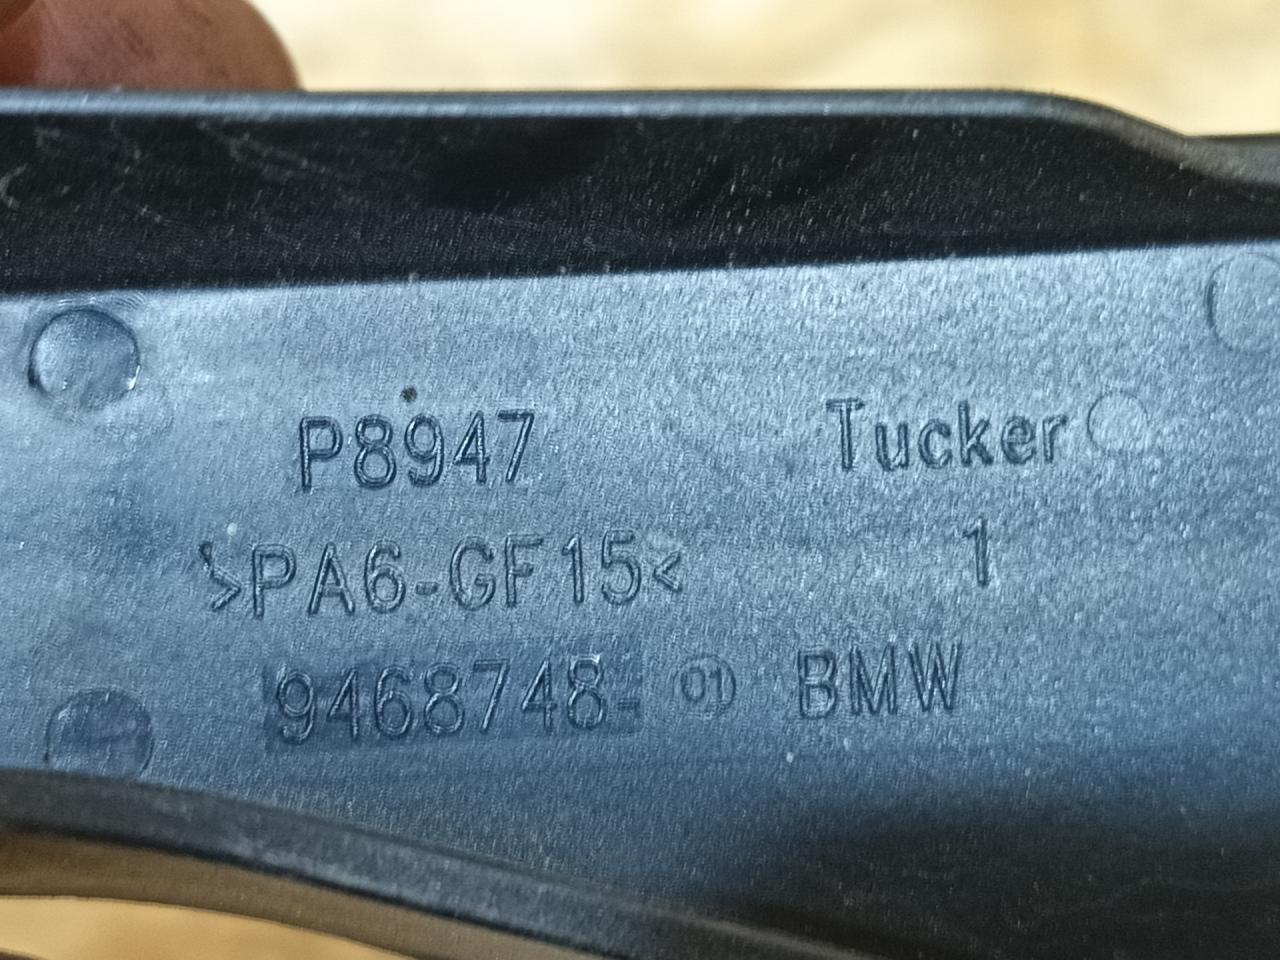 P8947 Tucker
>PA6-GF15< 1
9468748- 01 BMW